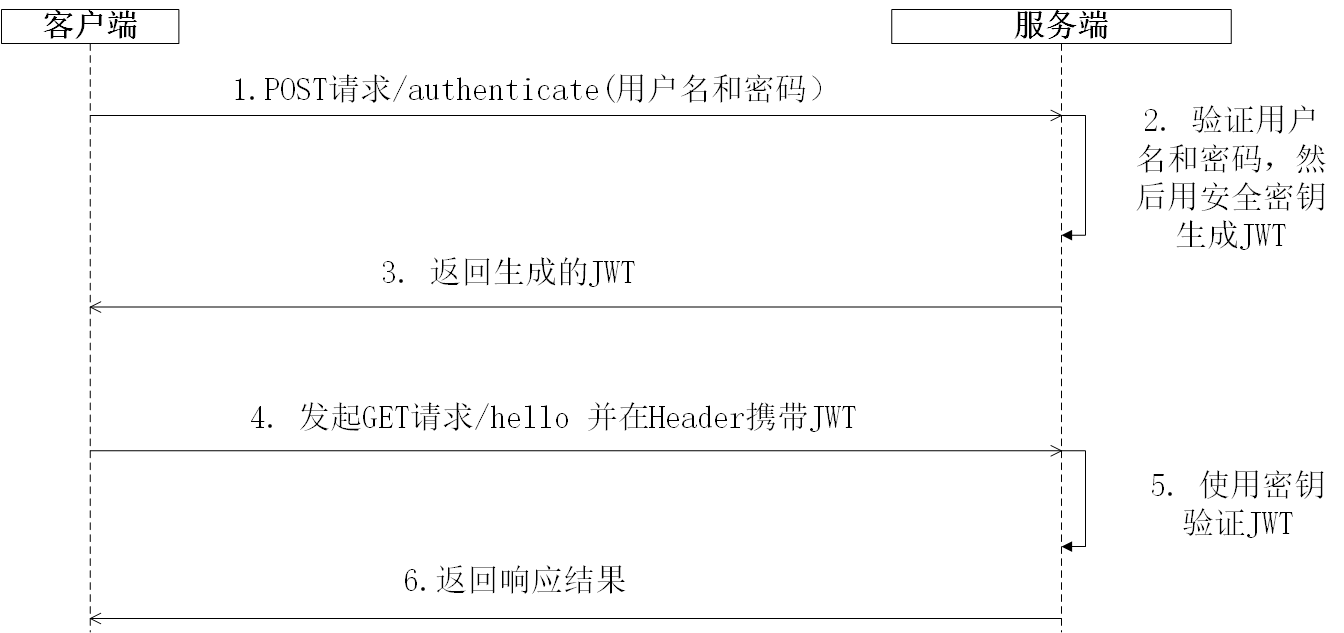 客户端
服务端
1.POST请求/authenticate(用户名和密码）
2. 验证用户
名和密码，然
后用安全密钥
生成JWT
3. 返回生成的JWT
4. 发起GET请求/hello 并在Header携带JWT
5. 使用密钥
验证JWT
6.返回响应结果